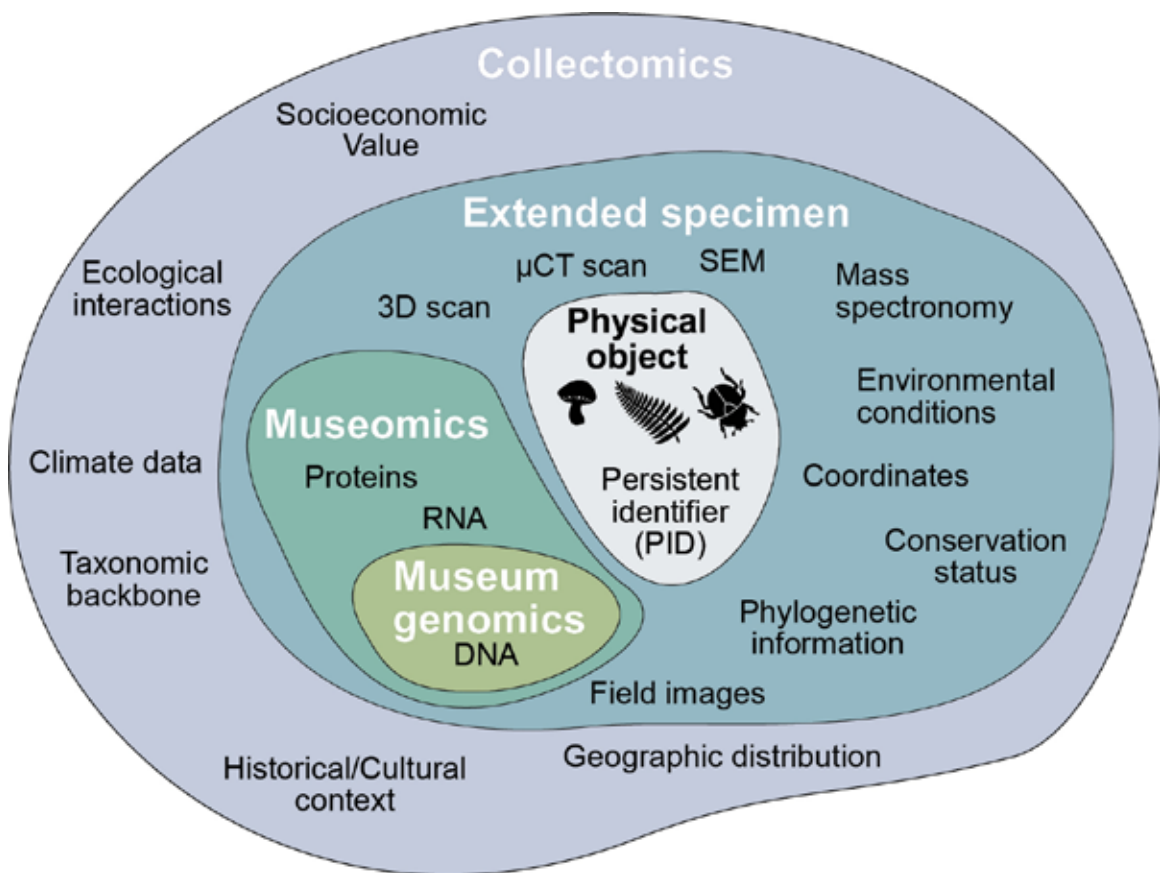 Collectomics
Socioeconomic
Value
Extended specimen
µCT scan
SEM
Ecological
interactions
3D scan
Mass
spectronomy
Physical
object
Environmental
conditions
Museomics
Climate data
Proteins
Persistent
identifier
(PID)
Coordinates
RNA
Conservation
status
Taxonomic
backbone
Museum
genomics
DNA
Phylogenetic
information
Field images
Geographic distribution
Historical/Cultural
context